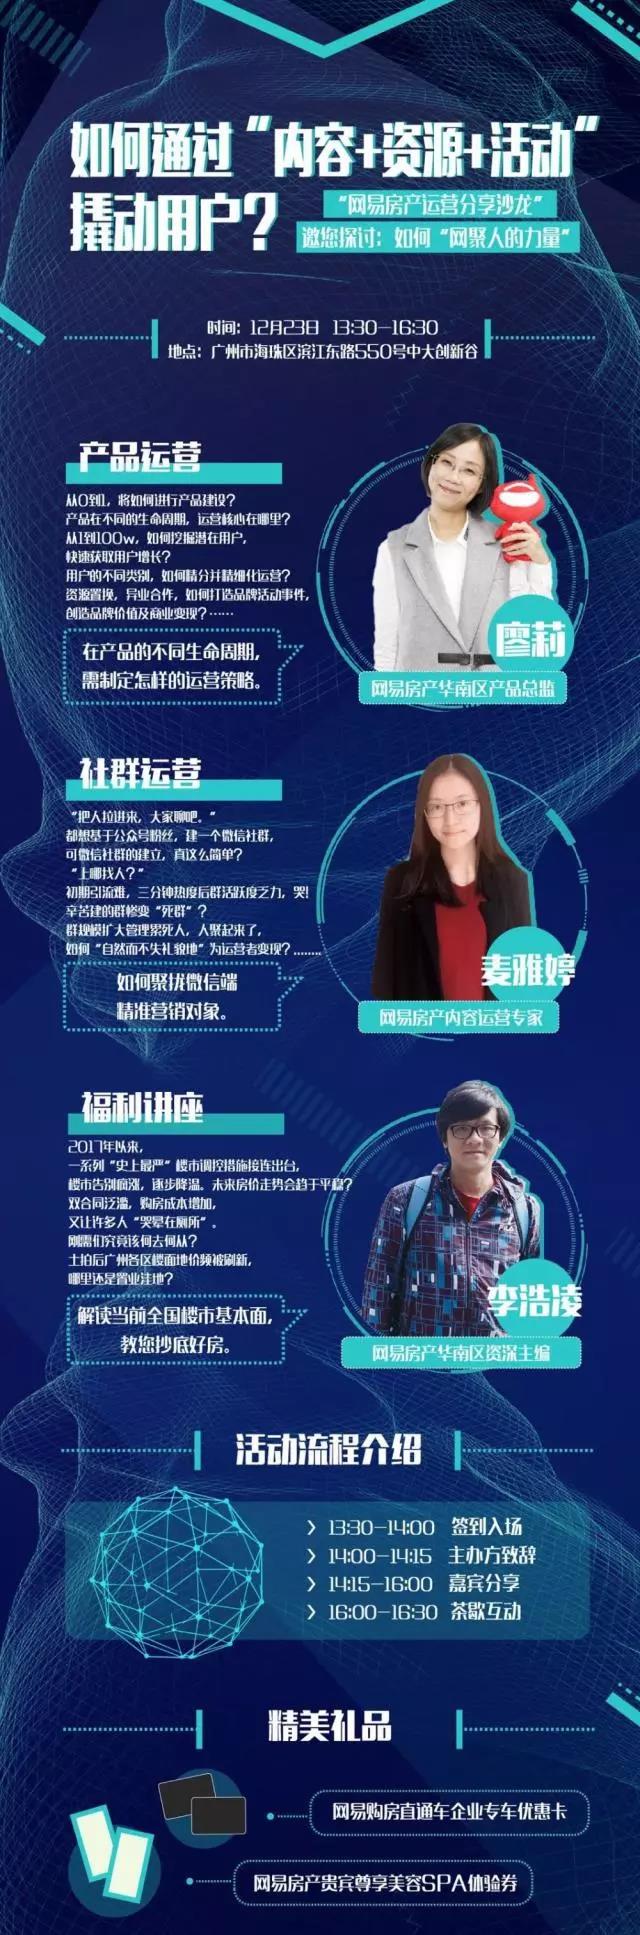 如何通过“内容+资源+活动”
撬动用户？
“网易房产运营分享沙龙”
邀您探讨：如何“网聚人的力量”
时间：12月23日 13:30-16:30
地点：广州市海珠区滨江东路550号中大创新谷
产品运营
从0到1，将如何进行产品建设？
产品在不同的生命周期，运营核心在哪里？
从1到100w，如何挖掘潜在用户，
快速获取用户增长？
用户的不同类别，如何精分并精细化运营？
资源置换，异业合作，如何打造品牌活动事件，
创造品牌价值及商业变现？……
在产品的不同生命周期，
需制定怎样的运营策略。
廖莉
网易房产华南区产品总监
社群运营
“把人拉进来，大家聊吧。”
都想基于公众号粉丝，建一个微信社群，
可微信社群的建立，真这么简单？
“上哪找人？”
初期引流难，三分钟热度后群活跃度乏力，哭！
辛苦建的群惨变“死群”？
群规模扩大管理累死人，人聚起来了，
如何“自然而不失礼貌地”为运营者变现？........
如何聚拢微信端
精准营销对象。
麦雅婷
网易房产内容运营专家
福利讲座
2017年以来，
一系列“史上最严”楼市调控措施接连出台，
楼市告别疯涨，逐步降温。未来房价走势会趋于平稳？
双合同泛滥，购房成本增加，
又让许多人“哭晕在厕所”。
刚需们究竟该何去何从？
土拍后广州各区楼面地价频被刷新，
哪里还是置业洼地？
解读当前全国楼市基本面，
教您抄底好房。
李浩凌
网易房产华南区资深主编
活动流程介绍
13:30-14:00 签到入场
14:00-14:15 主办方致辞
14:15-16:00 嘉宾分享
16:00-16:30 茶歇互动
精美礼品
网易购房直通车企业专车优惠卡
网易房产贵宾尊享美容SPA体验券